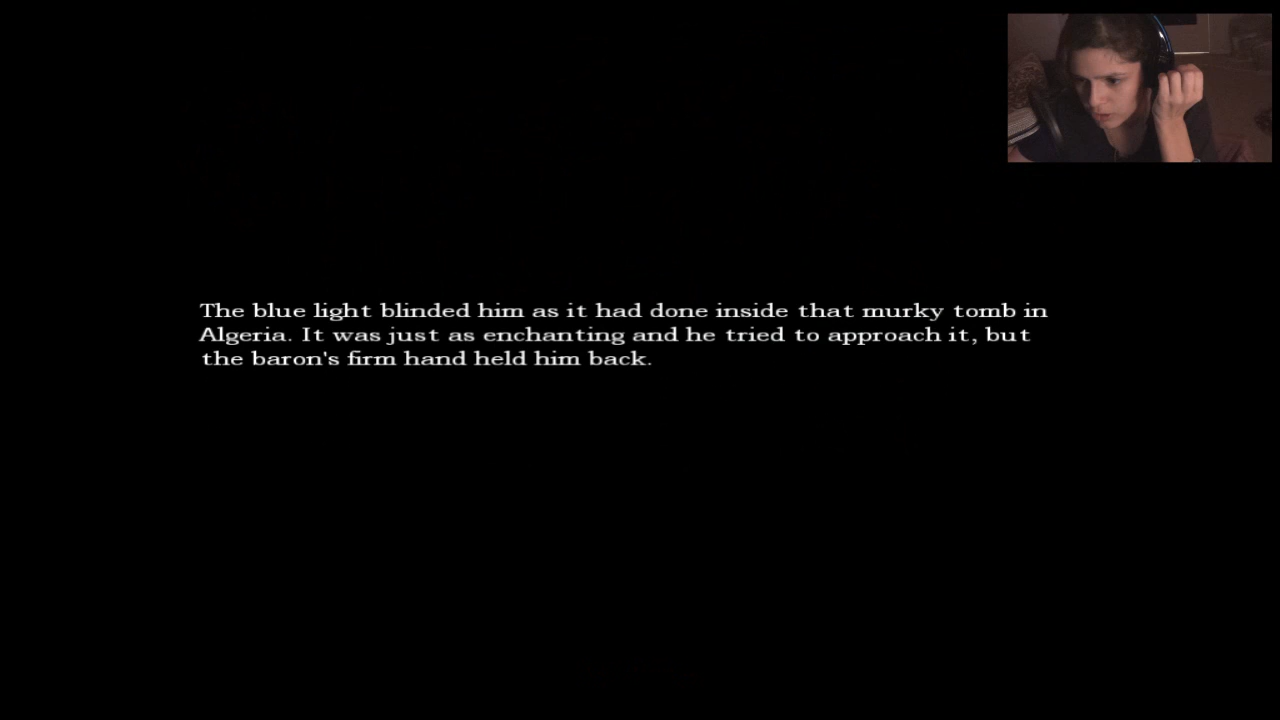 The blue light blinded him as it had done inside that murky tomb in
Algeria. It was just as enchanting and he tried to approach it, but
the baron's firm hand held him back.